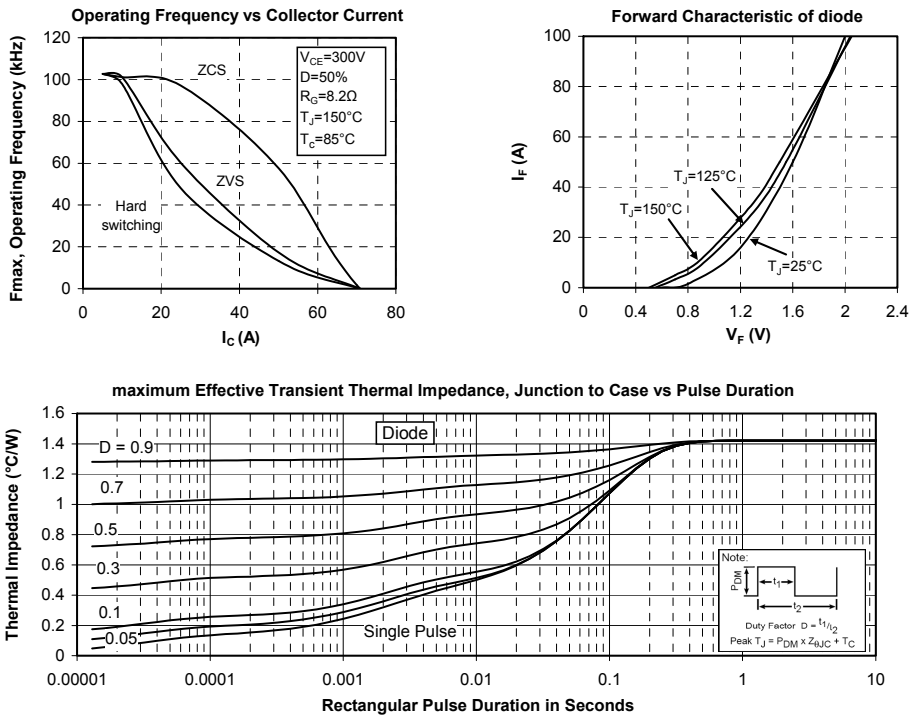 Operating Frequency vs Collector Current
Fmax, Operating Frequency (kHz)
120
100
80
60
40
20
0
ZCS
ZVS
Hard
switching
V_CE=300V
D=50%
R_G=8.2Ω
T_J=150°C
T_c=85°C
0 20 40 60 80
I_C (A)
Forward Characteristic of diode
I_F (A)
100
80
60
40
20
0
T_J=125°C
T_J=150°C
T_J=25°C
0 0.4 0.8 1.2 1.6 2 2.4
V_F (V)
maximum Effective Transient Thermal Impedance, Junction to Case vs Pulse Duration
Thermal Impedance (°C/W)
1.6
1.4
1.2
1
0.8
0.6
0.4
0.2
0
Diode
D = 0.9
0.7
0.5
0.3
0.1
0.05
Single Pulse
Note:
P_DM
t_1
t_2
Duty Factor D = t_1/t_2
Peak T_J = P_DM x Z_θJC + T_C
0.00001 0.0001 0.001 0.01 0.1 1 10
Rectangular Pulse Duration in Seconds